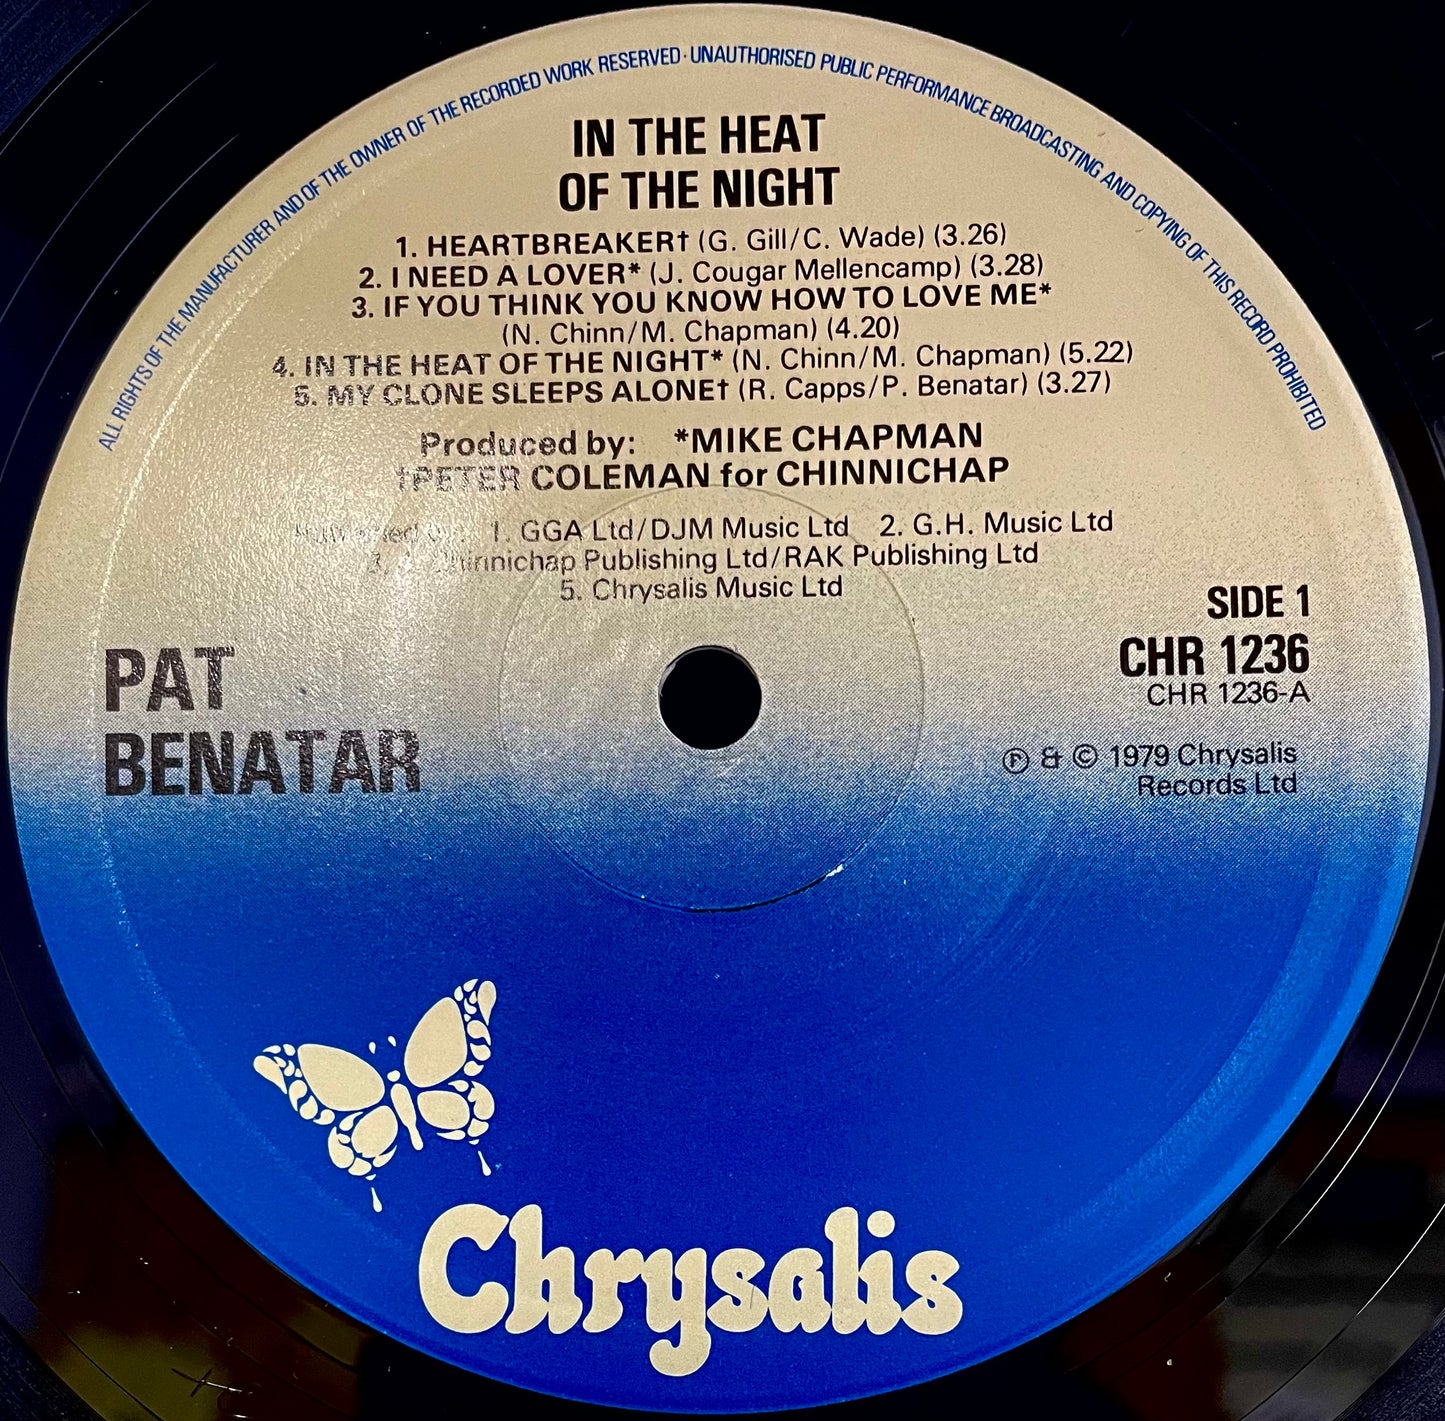 ALL RIGHTS OF THE MANUFACTURER AND OF THE OWNER OF THE RECORDED WORK RESERVED · UNAUTHORISED PUBLIC PERFORMANCE BROADCASTING AND COPYING OF THIS RECORD PROHIBITED
IN THE HEAT
OF THE NIGHT
1. HEARTBREAKER† (G. Gill/C. Wade) (3.26)
2. I NEED A LOVER* (J. Cougar Mellencamp) (3.28)
3. IF YOU THINK YOU KNOW HOW TO LOVE ME*
(N. Chinn/M. Chapman) (4.20)
4. IN THE HEAT OF THE NIGHT* (N. Chinn/M. Chapman) (5.22)
5. MY CLONE SLEEPS ALONE† (R. Capps/P. Benatar) (3.27)
Produced by: *MIKE CHAPMAN
†PETER COLEMAN for CHINNICHAP
1. GGA Ltd/DJM Music Ltd 2. G.H. Music Ltd
Chinnichap Publishing Ltd/RAK Publishing Ltd
5. Chrysalis Music Ltd
SIDE 1
CHR 1236
CHR 1236-A
PAT
BENATAR
Ⓟ & © 1979 Chrysalis
Records Ltd
Chrysalis